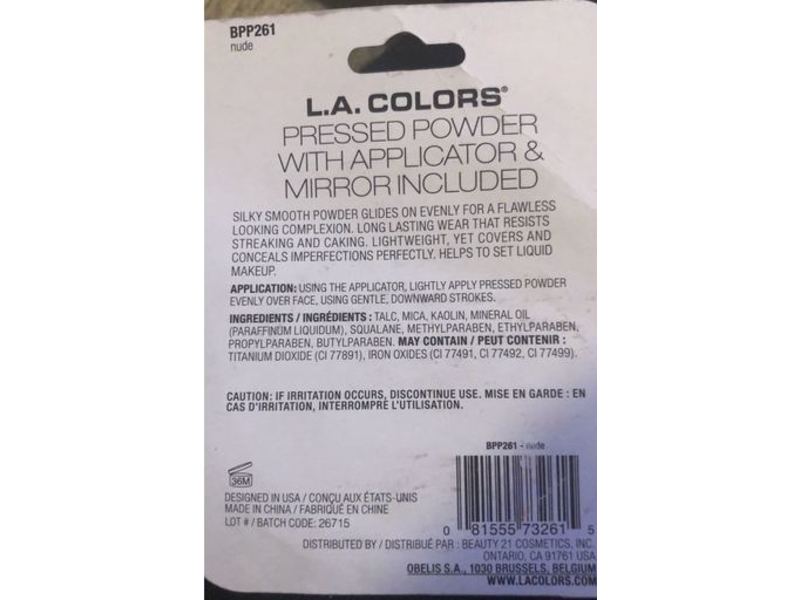 BPP261
nude
L.A. COLORS®
PRESSED POWDER
WITH APPLICATOR &
MIRROR INCLUDED
SILKY SMOOTH POWDER GLIDES ON EVENLY FOR A FLAWLESS
LOOKING COMPLEXION. LONG LASTING WEAR THAT RESISTS
STREAKING AND CAKING. LIGHTWEIGHT, YET COVERS AND
CONCEALS IMPERFECTIONS PERFECTLY. HELPS TO SET LIQUID
MAKEUP.
APPLICATION: USING THE APPLICATOR, LIGHTLY APPLY PRESSED POWDER
EVENLY OVER FACE, USING GENTLE, DOWNWARD STROKES.
INGREDIENTS / INGRÉDIENTS : TALC, MICA, KAOLIN, MINERAL OIL
(PARAFFINUM LIQUIDUM), SQUALANE, METHYLPARABEN, ETHYLPARABEN,
PROPYLPARABEN, BUTYLPARABEN. MAY CONTAIN / PEUT CONTENIR :
TITANIUM DIOXIDE (CI 77891), IRON OXIDES (CI 77491, CI 77492, CI 77499).
CAUTION: IF IRRITATION OCCURS, DISCONTINUE USE. MISE EN GARDE : EN
CAS D'IRRITATION, INTERROMPRE L'UTILISATION.
BPP261 - nude
36M
DESIGNED IN USA / CONÇU AUX ÉTATS-UNIS
MADE IN CHINA / FABRIQUÉ EN CHINE
LOT # / BATCH CODE: 26715
0 81555 73261 5
DISTRIBUTED BY / DISTRIBUÉ PAR : BEAUTY 21 COSMETICS, INC.
ONTARIO, CA 91761 USA
OBELIS S.A., 1030 BRUSSELS, BELGIUM
WWW.LACOLORS.COM